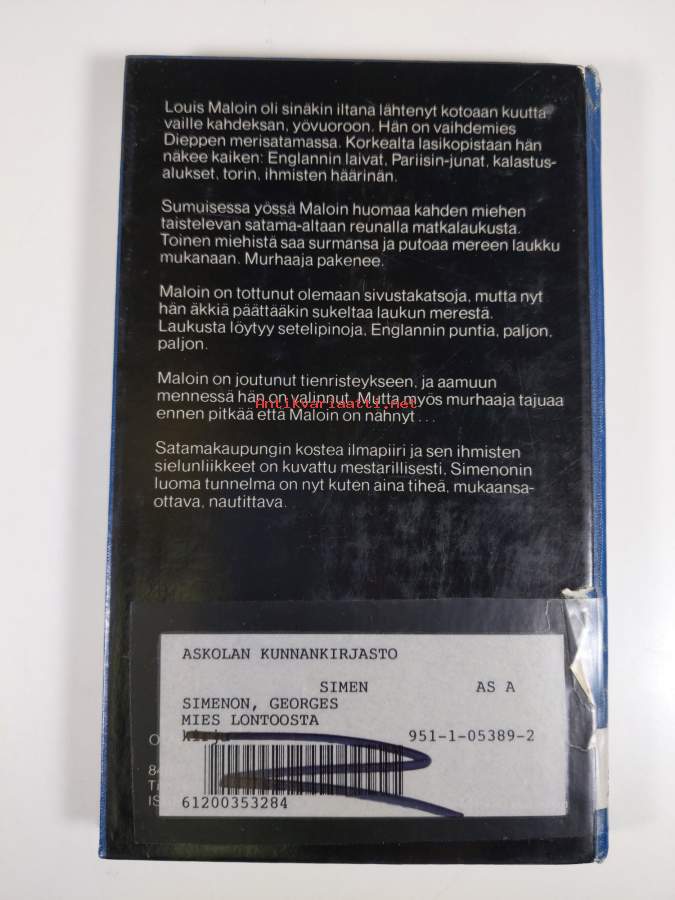 Louis Maloin oli sinäkin iltana lähtenyt kotoaan kuutta
vaille kahdeksan, yövuoroon. Hän on vaihdemies
Dieppen merisatamassa. Korkealta lasikopistaan hän
näkee kaiken: Englannin laivat, Pariisin-junat, kalastus-
alukset, torin, ihmisten häärinän.
Sumuisessa yössä Maloin huomaa kahden miehen
taistelevan satama-altaan reunalla matkalaukusta.
Toinen miehistä saa surmansa ja putoaa mereen laukku
mukanaan. Murhaaja pakenee.
Maloin on tottunut olemaan sivustakatsoja, mutta nyt
hän äkkiä päättääkin sukeltaa laukun merestä.
Laukusta löytyy setelipinoja, Englannin puntia, paljon,
paljon.
Maloin on joutunut tienristeykseen, ja aamuun
mennessä hän on valinnut. Mutta myös murhaaja tajuaa
ennen pitkää että Maloin on nähnyt...
Antikvariaatti.net
Satamakaupungin kostea ilmapiiri ja sen ihmisten
sielunliikkeet on kuvattu mestarillisesti. Simenonin
luoma tunnelma on nyt kuten aina tiheä, mukaansa-
ottava, nautittava.
ASKOLAN KUNNANKIRJASTO
SIMEN AS A
SIMENON, GEORGES
MIES LONTOOSTA
kirju 951-1-05389-2
61200353284